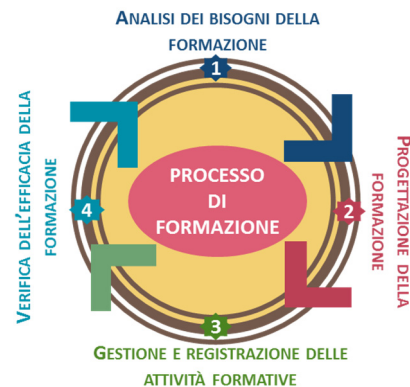 ANALISI DEI BISOGNI DELLA
FORMAZIONE
1
PROGETTAZIONE DELLA
FORMAZIONE
2
PROCESSO
DI
FORMAZIONE
VERIFICA DELL'EFFICACIA DELLA
FORMAZIONE
4
3
GESTIONE E REGISTRAZIONE DELLE
ATTIVITÀ FORMATIVE